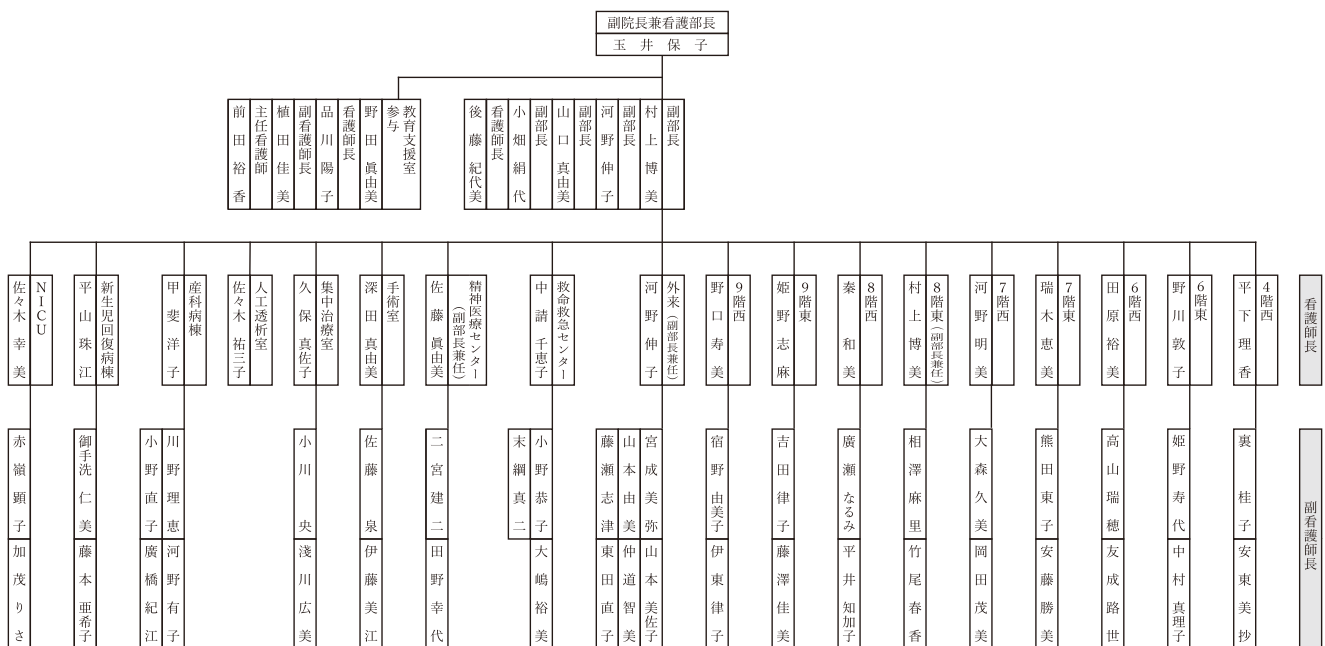 副院長兼看護部長
玉井保子
副部長
村上博美
副部長
河野伸子
副部長
山口真由美
副部長
小畑絹代
看護師長
後藤紀代美
教育支援室
参与
野田眞由美
看護師長
品川陽子
副看護師長
植田佳美
主任看護師
前田裕香
看護師長
4階西
平下理香
6階東
野川敦子
6階西
田原裕美
7階東
瑞木恵美
7階西
河野明美
8階東(副部長兼任)
村上博美
8階西
秦和美
9階東
姫野志麻
9階西
野口寿美
外来(副部長兼任)
河野伸子
救命救急センター
中請千恵子
精神医療センター
(副部長兼任)
佐藤眞由美
手術室
深田真由美
集中治療室
久保真佐子
人工透析室
佐々木祐三子
産科病棟
甲斐洋子
新生児回復病棟
平山珠江
NICU
佐々木幸美
副看護師長
裏桂子
安東美抄
姫野寿代
中村真理子
高山瑞穂
友成路世
熊田東子
安藤勝美
大森久美
岡田茂美
相澤麻里
竹尾春香
廣瀬なるみ
平井知加子
吉田律子
藤澤佳美
宿野由美子
伊東律子
宮成美弥
山本美佐子
山本由美
仲道智美
藤瀬志津
東田直子
小野恭子
大嶋裕美
末綱真二
二宮建二
田野幸代
佐藤泉
伊藤美江
小川央
淺川広美
川野理恵
河野有子
小野直子
廣橋紀江
御手洗仁美
藤本亜希子
赤嶺顕子
加茂りさ